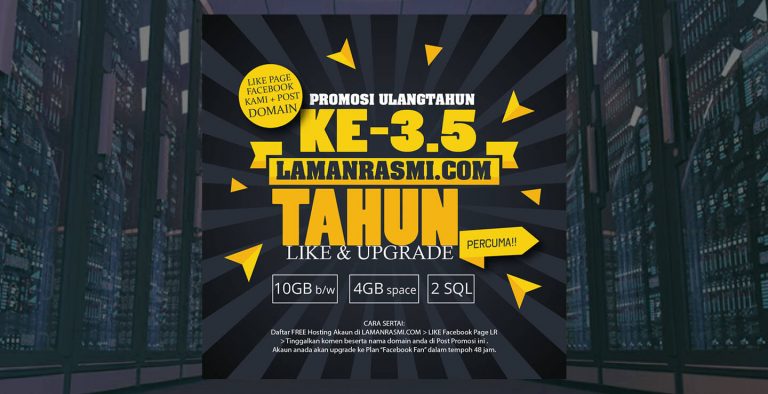 LIKE PAGE
FACEBOOK
KAMI + POST
DOMAIN
PROMOSI ULANGTAHUN
KE-3.5
LAMANRASMI.COM
TAHUN
LIKE & UPGRADE
PERCUMA!!
10GB b/w
4GB space
2 SQL
CARA SERTAI:
Daftar FREE Hosting Akaun di LAMANRASMI.COM > LIKE Facebook Page LR
> Tinggalkan komen beserta nama domain anda di Post Promosi ini .
Akaun anada akan upgrade ke Plan "Facebook Fan" dalam tempoh 48 jam.